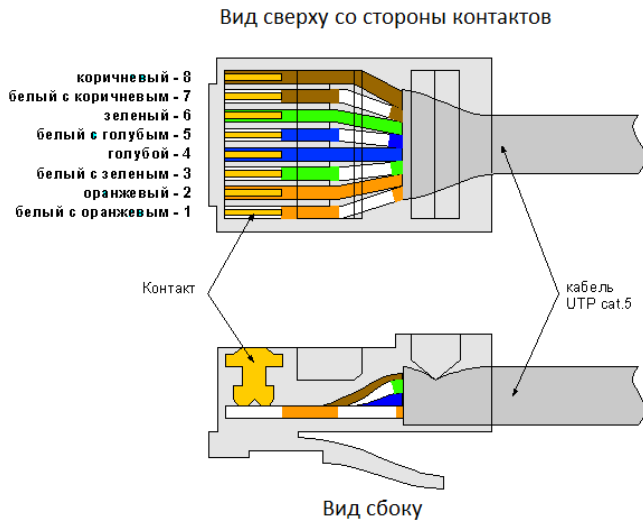 Вид сверху со стороны контактов
коричневый - 8
белый с коричневым - 7
зеленый - 6
белый с голубым - 5
голубой - 4
белый с зеленым - 3
оранжевый - 2
белый с оранжевым - 1
Контакт
кабель
UTP cat.5
Вид сбоку